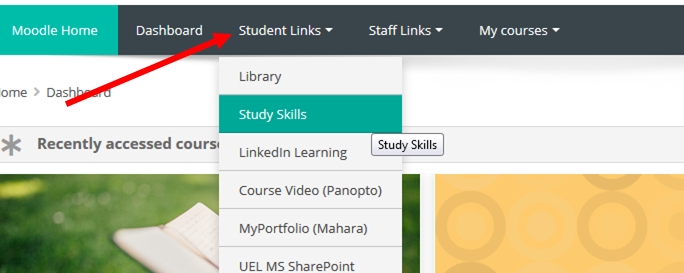 Moodle Home Dashboard Student Links Staff Links My courses
Library
ome > Dashboard
Study Skills
Study Skills
Recently accessed cours
LinkedIn Learning
Course Video (Panopto)
MyPortfolio (Mahara)
UEL MS SharePoint